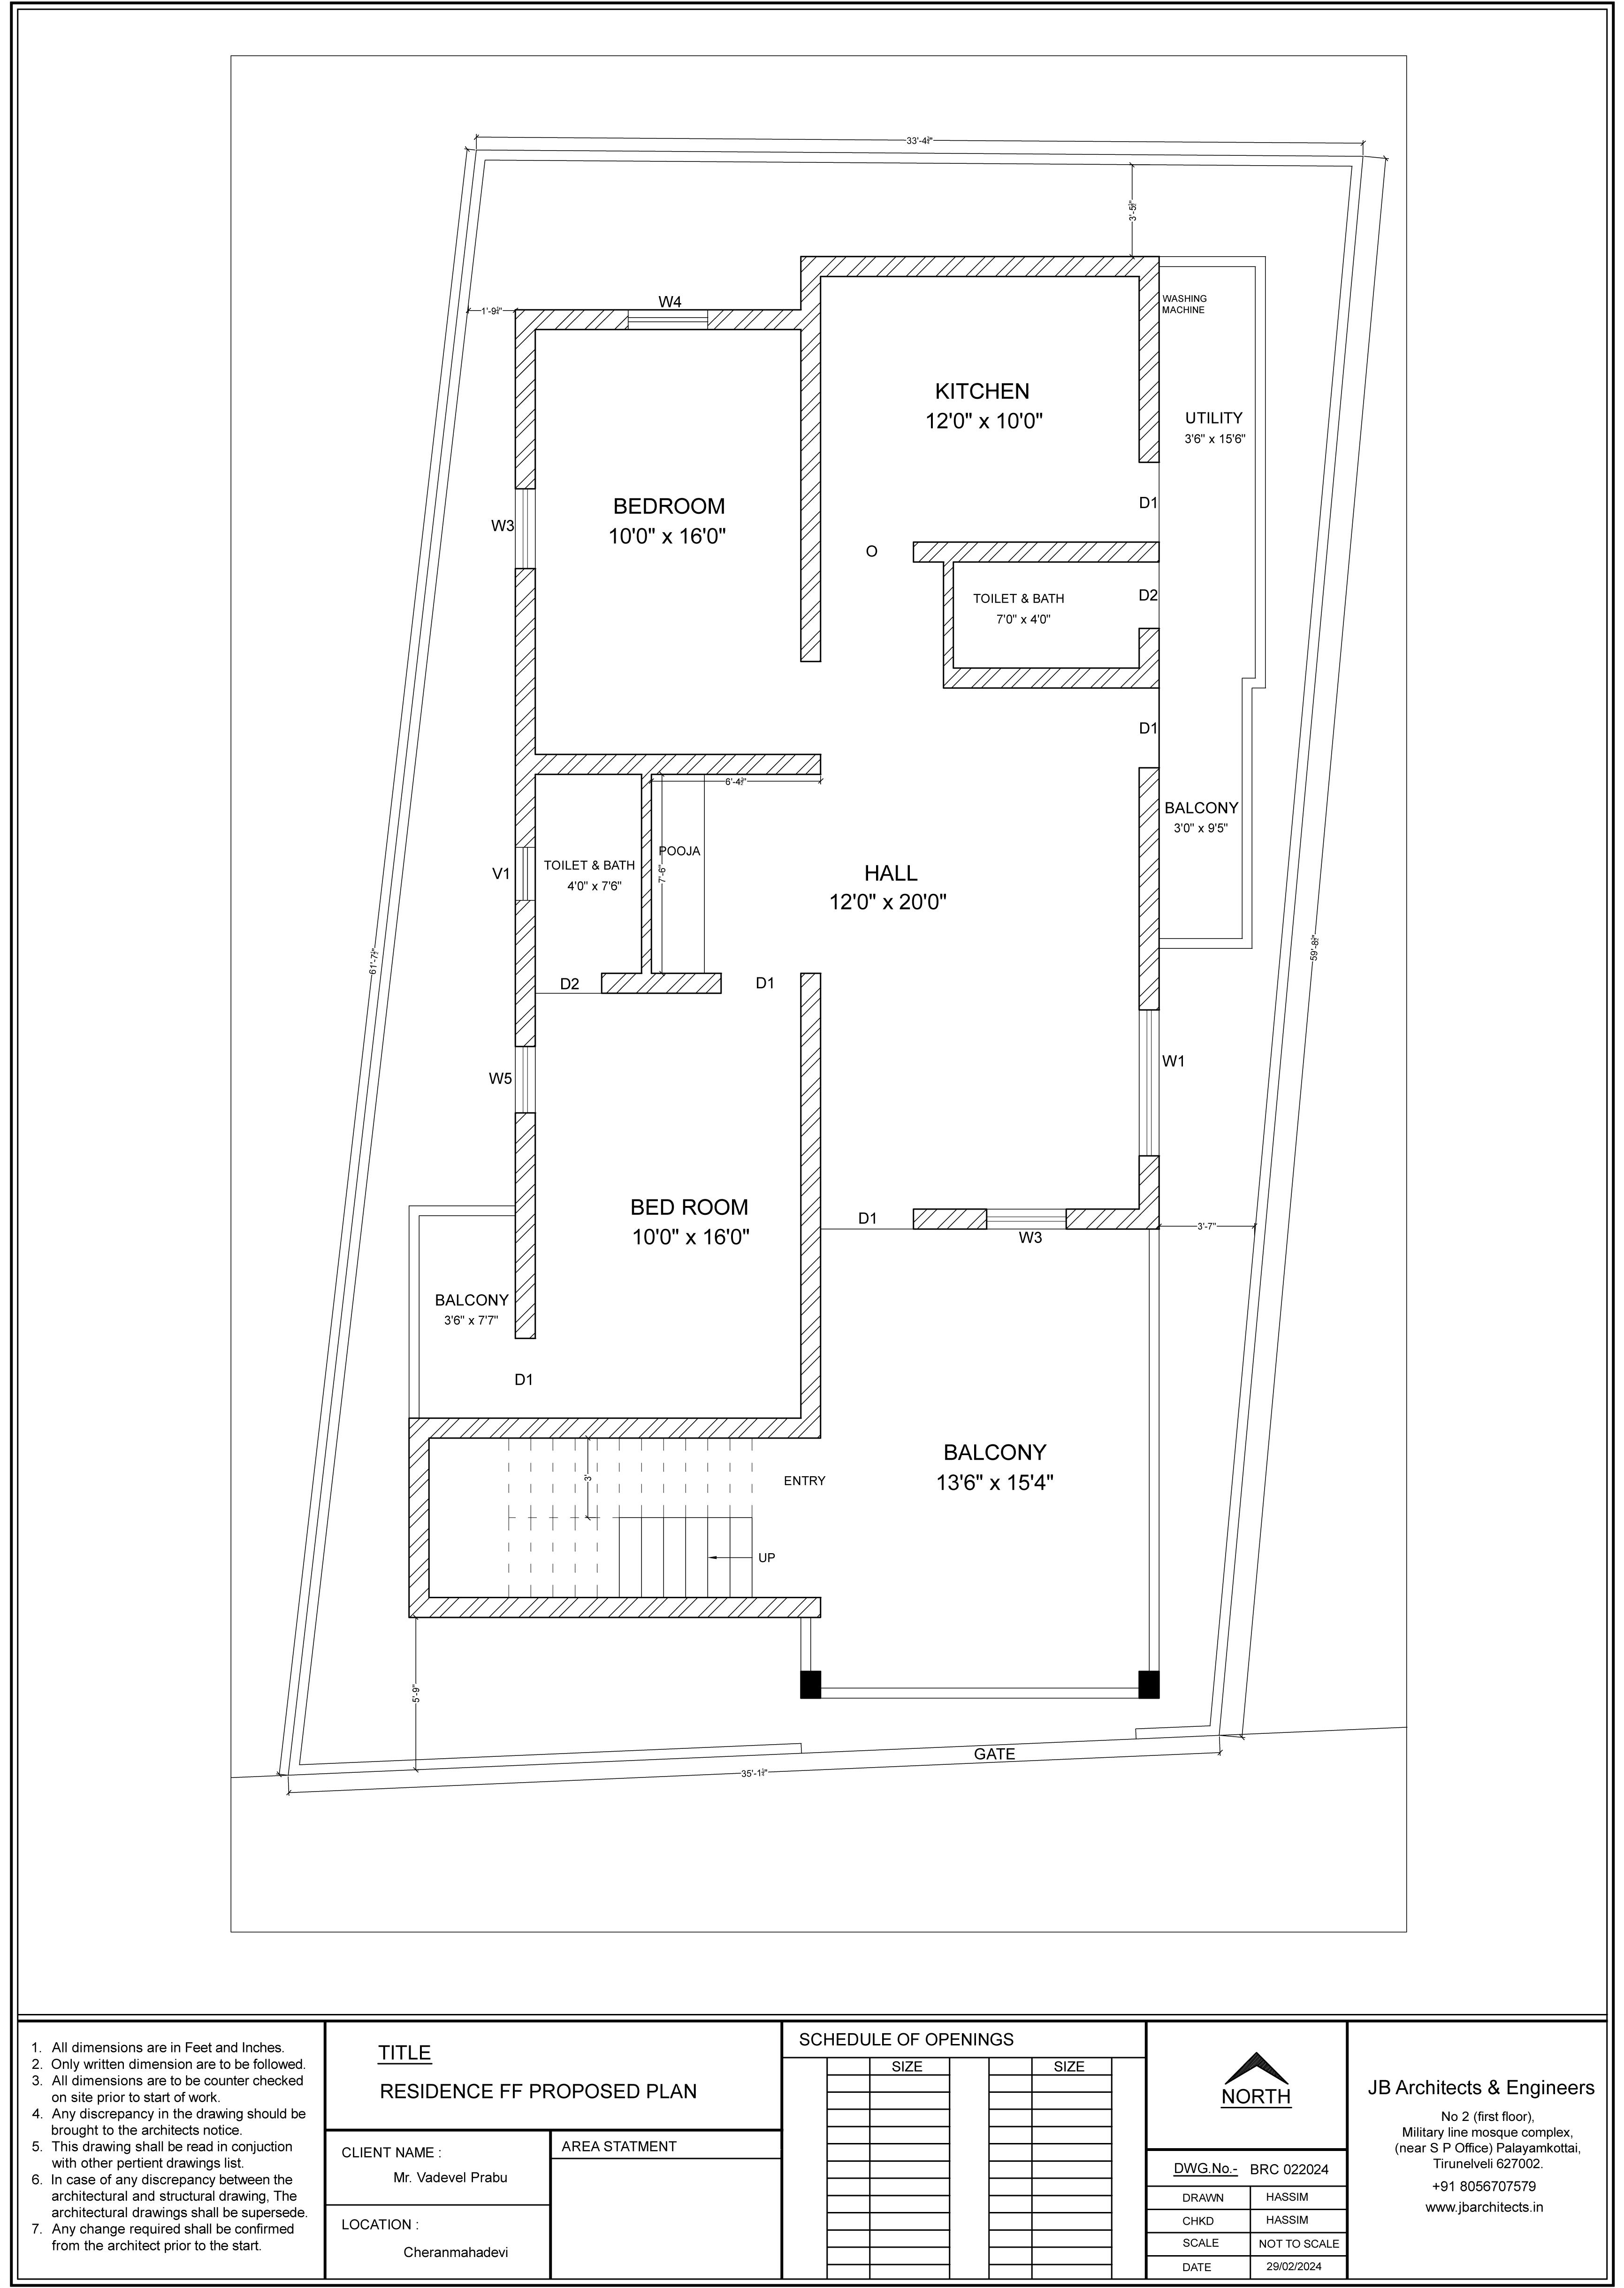 33'-4¾"
3'-5¾"
W4
1'-9¾"
WASHING
MACHINE
KITCHEN
12'0" x 10'0"
UTILITY
3'6" x 15'6"
BEDROOM
10'0" x 16'0"
W3
D1
O
TOILET & BATH
7'0" x 4'0"
D2
D1
6'-4¾"
BALCONY
3'0" x 9'5"
TOILET & BATH
4'0" x 7'6"
POOJA
7'-6"
V1
HALL
12'0" x 20'0"
D2
D1
W5
W1
BED ROOM
10'0" x 16'0"
D1
W3
3'-7"
BALCONY
3'6" x 7'7"
D1
BALCONY
13'6" x 15'4"
ENTRY
3'
UP
5'-9"
GATE
1. All dimensions are in Feet and Inches.
2. Only written dimension are to be followed.
3. All dimensions are to be counter checked
on site prior to start of work.
4. Any discrepancy in the drawing should be
brought to the architects notice.
5. This drawing shall be read in conjuction
with other pertient drawings list.
6. In case of any discrepancy between the
architectural and structural drawing, The
architectural drawings shall be supersede.
7. Any change required shall be confirmed
from the architect prior to the start.
TITLE
RESIDENCE FF PROPOSED PLAN
CLIENT NAME :
Mr. Vadevel Prabu
LOCATION :
Cheranmahadevi
AREA STATMENT
SCHEDULE OF OPENINGS
SIZE SIZE
NORTH
DWG.No.- BRC 022024
DRAWN HASSIM
CHKD HASSIM
SCALE NOT TO SCALE
DATE 29/02/2024
JB Architects & Engineers
No 2 (first floor),
Military line mosque complex,
(near S P Office) Palayamkottai,
Tirunelveli 627002.
+91 8056707579
www.jbarchitects.in